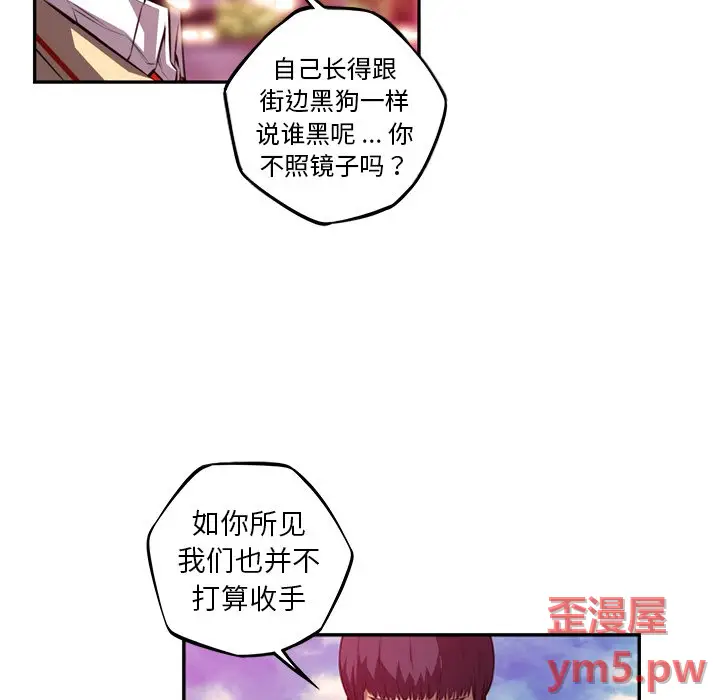 自己长得跟
街边黑狗一样
说谁黑呢 ... 你
不照镜子吗？
如你所见
我们也并不
打算收手
歪漫屋
ym5.pw